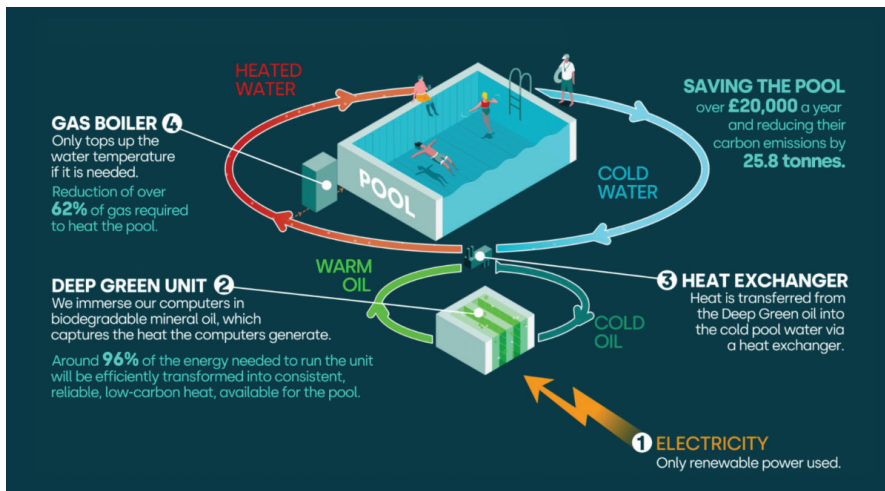 HEATED
WATER
GAS BOILER 4
Only tops up the
water temperature
if it is needed.
Reduction of over
62% of gas required
to heat the pool.
POOL
SAVING THE POOL
over £20,000 a year
and reducing their
carbon emissions by
25.8 tonnes.
COLD
WATER
WARM
OIL
DEEP GREEN UNIT 2
We immerse our computers in
biodegradable mineral oil, which
captures the heat the computers generate.
Around 96% of the energy needed to run the unit
will be efficiently transformed into consistent,
reliable, low-carbon heat, available for the pool.
COLD
OIL
3 HEAT EXCHANGER
Heat is transferred from
the Deep Green oil into
the cold pool water via
a heat exchanger.
1 ELECTRICITY
Only renewable power used.